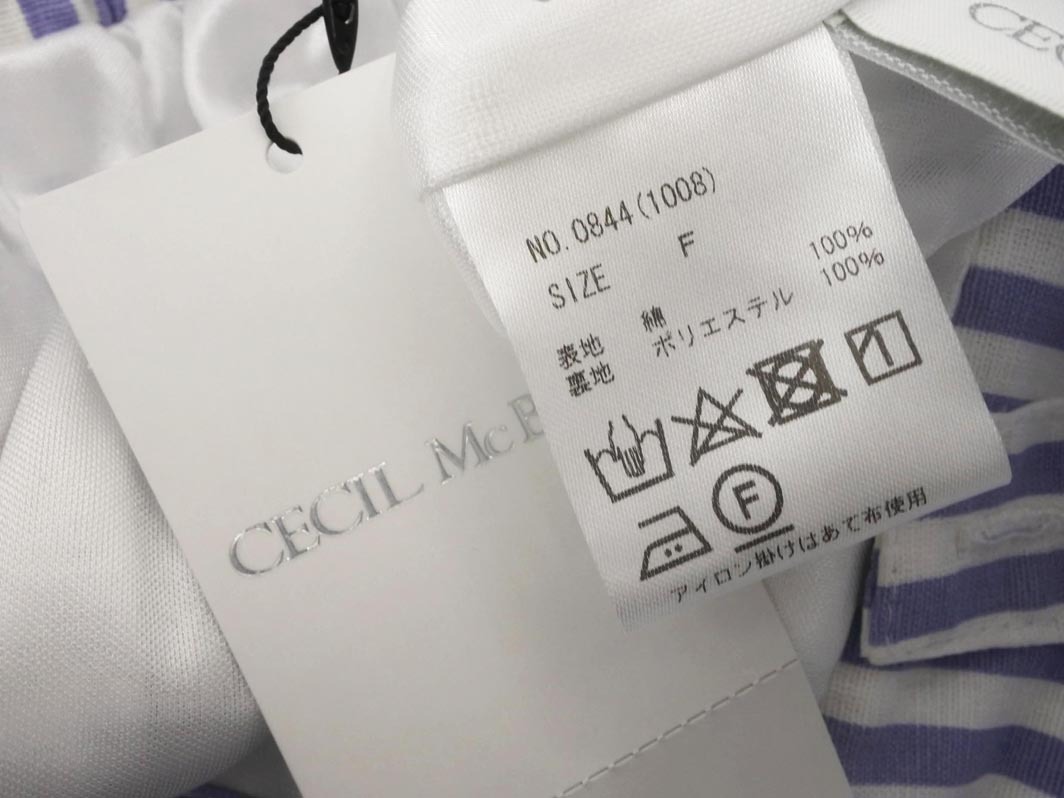 CECIL Mc B
NO.0844(1008)
SIZE F
表地 綿 100%
裏地 ポリエステル 100%
F
アイロン掛けはあて布使用
CEC